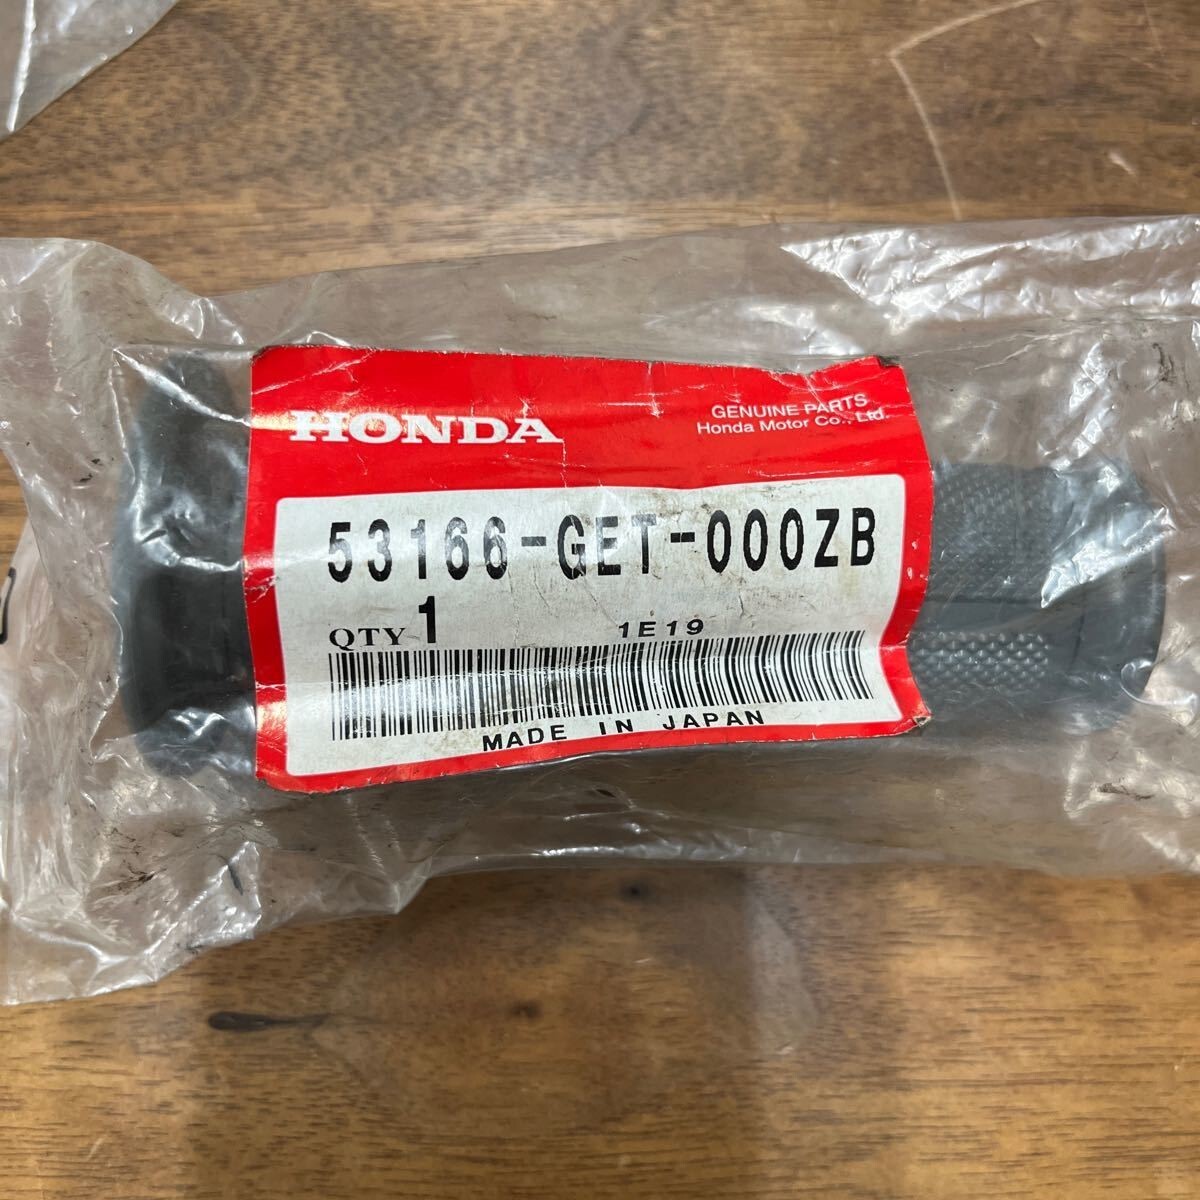 HONDA
GENUINE PARTS
Honda Motor Co., Ltd.
53166-GET-000ZB
QTY 1
1E19
MADE IN JAPAN